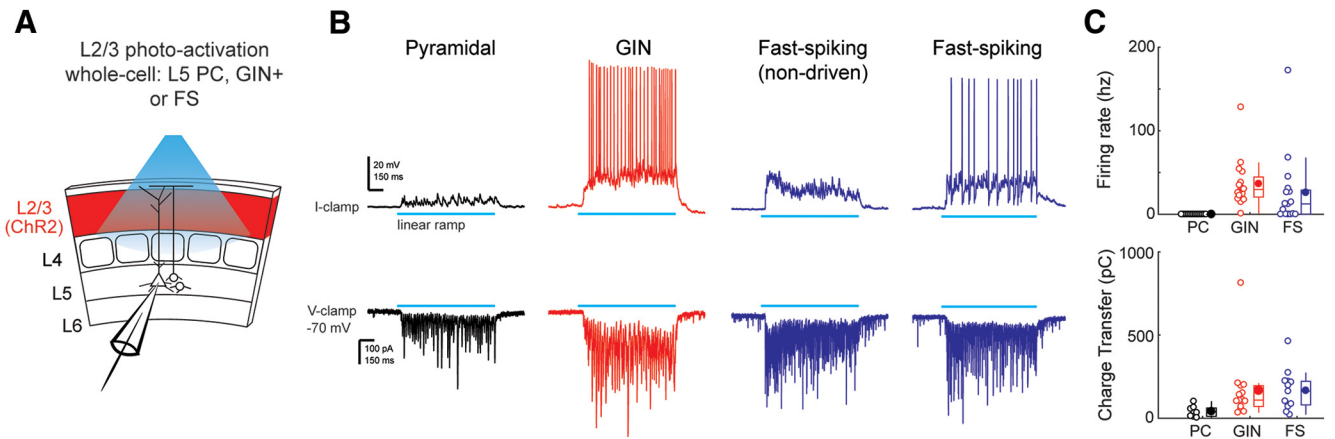 A
L2/3 photo-activation
whole-cell: L5 PC, GIN+
or FS
L2/3
(ChR2)
L4
L5
L6
B
Pyramidal
GIN
Fast-spiking
(non-driven)
Fast-spiking
20 mV
150 ms
I-clamp
linear ramp
V-clamp
-70 mV
100 pA
150 ms
C
Firing rate (hz)
200
100
0
PC GIN FS
Charge Transfer (pC)
1000
500
0
PC GIN FS